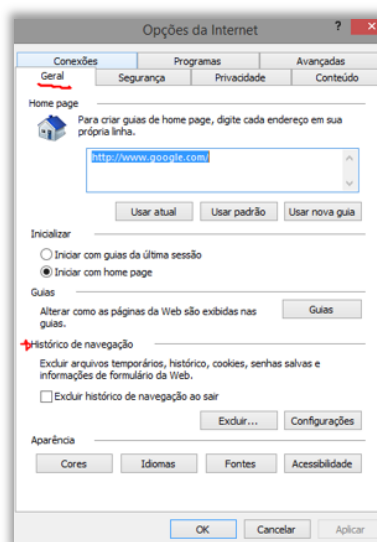 Opções da Internet
?
Conexões Programas Avançadas
Geral Segurança Privacidade Conteúdo
Home page
Para criar guias de home page, digite cada endereço em sua
própria linha.
http://www.google.com/
Usar atual Usar padrão Usar nova guia
Inicializar
Iniciar com guias da última sessão
Iniciar com home page
Guias
Alterar como as páginas da Web são exibidas nas
guias.
Guias
Histórico de navegação
Excluir arquivos temporários, histórico, cookies, senhas salvas e
informações de formulário da Web.
Excluir histórico de navegação ao sair
Excluir... Configurações
Aparência
Cores Idiomas Fontes Acessibilidade
OK Cancelar Aplicar